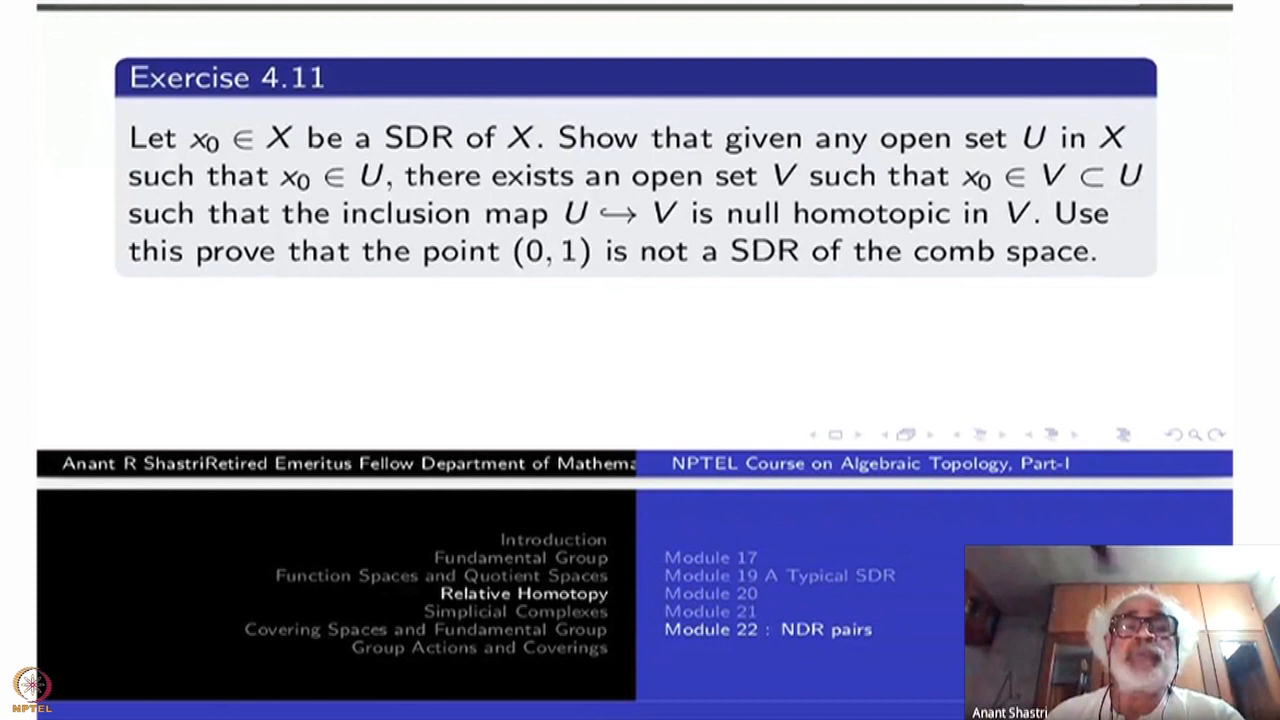 Exercise 4.11
Let x₀ ∈ X be a SDR of X. Show that given any open set U in X
such that x₀ ∈ U, there exists an open set V such that x₀ ∈ V ⊂ U
such that the inclusion map U ↪ V is null homotopic in V. Use
this prove that the point (0, 1) is not a SDR of the comb space.
Anant R ShastriRetired Emeritus Fellow Department of Mathema
NPTEL Course on Algebraic Topology, Part-I
Introduction
Fundamental Group
Function Spaces and Quotient Spaces
Relative Homotopy
Simplicial Complexes
Covering Spaces and Fundamental Group
Group Actions and Coverings
Module 17
Module 19 A Typical SDR
Module 20
Module 21
Module 22 : NDR pairs
NPTEL
Anant Shastri